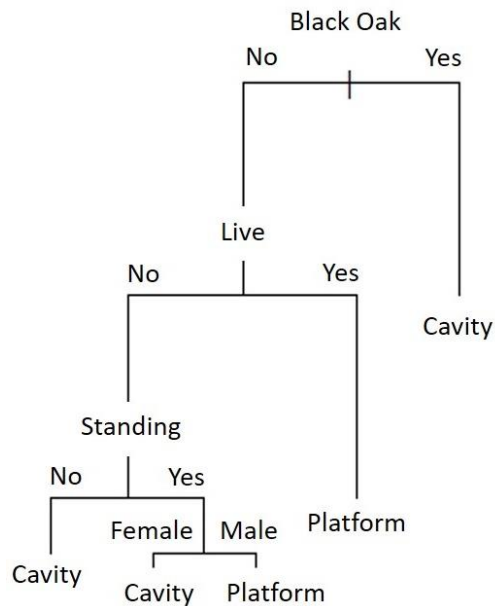 Black Oak
No Yes
Live
No Yes
Cavity
Standing
No Yes
Platform
Female Male
Cavity
Cavity Platform